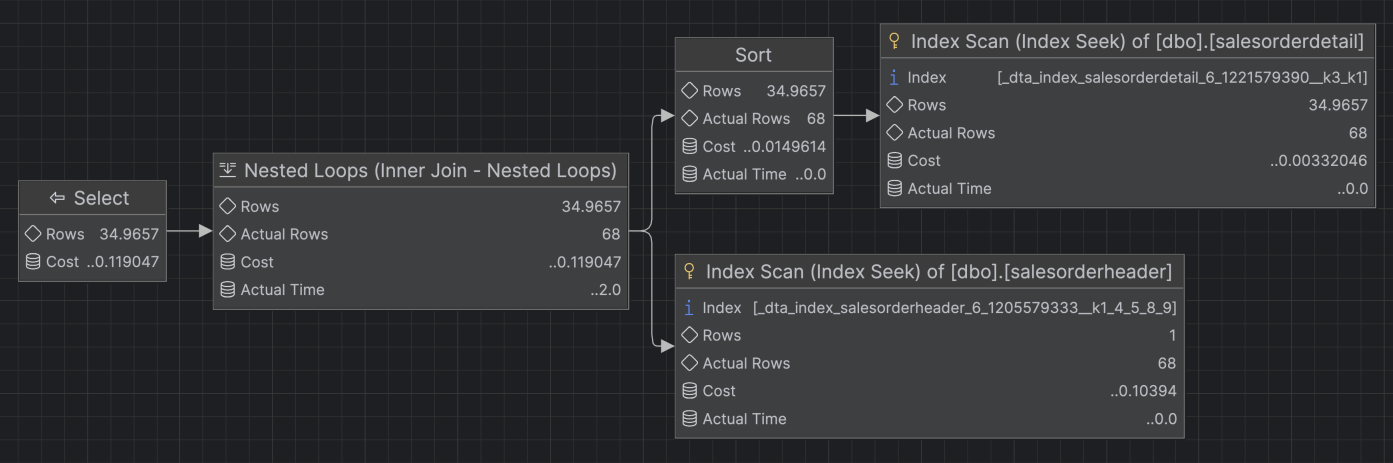 Select
Rows 34.9657
Cost ..0.119047
Nested Loops (Inner Join - Nested Loops)
Rows 34.9657
Actual Rows 68
Cost ..0.119047
Actual Time ..2.0
Sort
Rows 34.9657
Actual Rows 68
Cost ..0.0149614
Actual Time ..0.0
Index Scan (Index Seek) of [dbo].[salesorderdetail]
i Index [_dta_index_salesorderdetail_6_1221579390__k3_k1]
Rows 34.9657
Actual Rows 68
Cost ..0.00332046
Actual Time ..0.0
Index Scan (Index Seek) of [dbo].[salesorderheader]
i Index [_dta_index_salesorderheader_6_1205579333__k1_4_5_8_9]
Rows 1
Actual Rows 68
Cost ..0.10394
Actual Time ..0.0